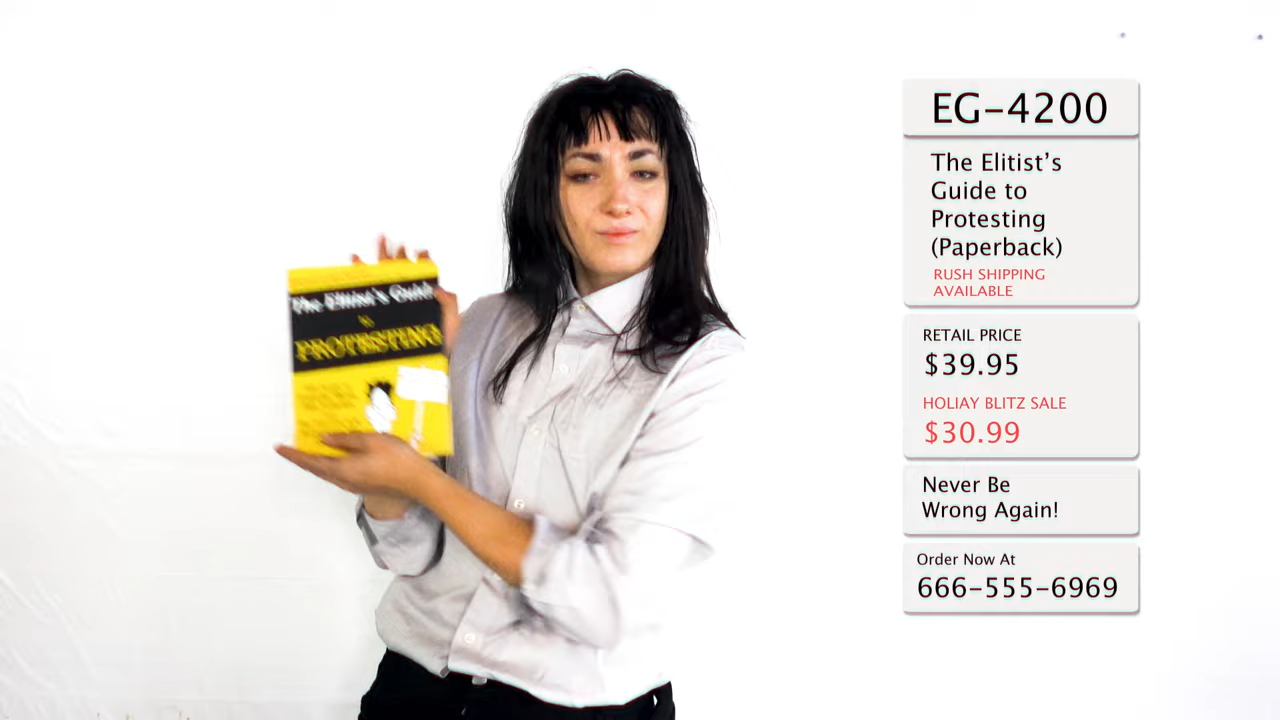 The Elitist's Guide
to
PROTESTING
EG-4200
The Elitist's
Guide to
Protesting
(Paperback)
RUSH SHIPPING
AVAILABLE
RETAIL PRICE
$39.95
HOLIAY BLITZ SALE
$30.99
Never Be
Wrong Again!
Order Now At
666-555-6969